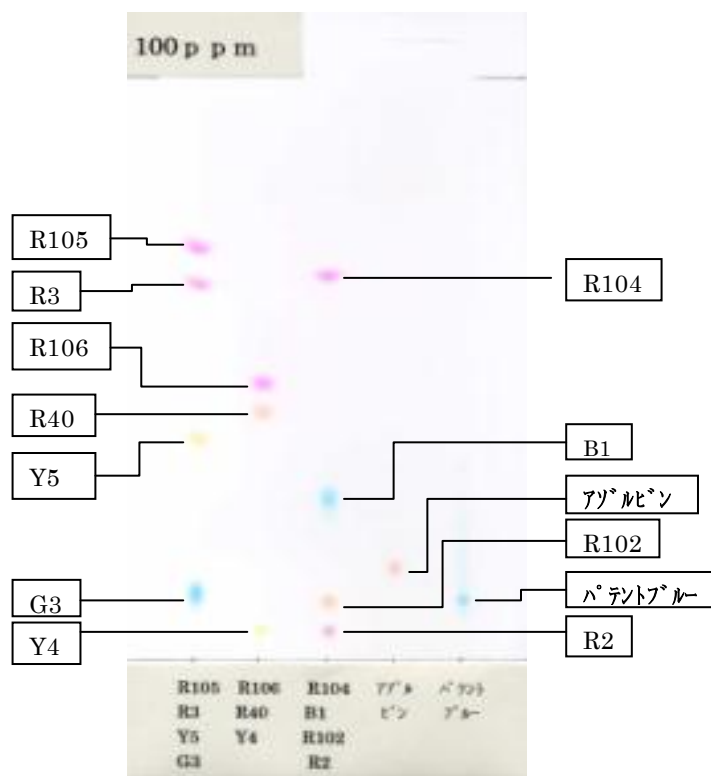 100ppm
R105
R3
R106
R40
Y5
G3
Y4
R104
B1
アゾルビン
R102
パテントブルー
R2
R105 R106 R104 アゾル パテント
R3 R40 B1 ビン ブルー
Y5 Y4 R102
G3 R2